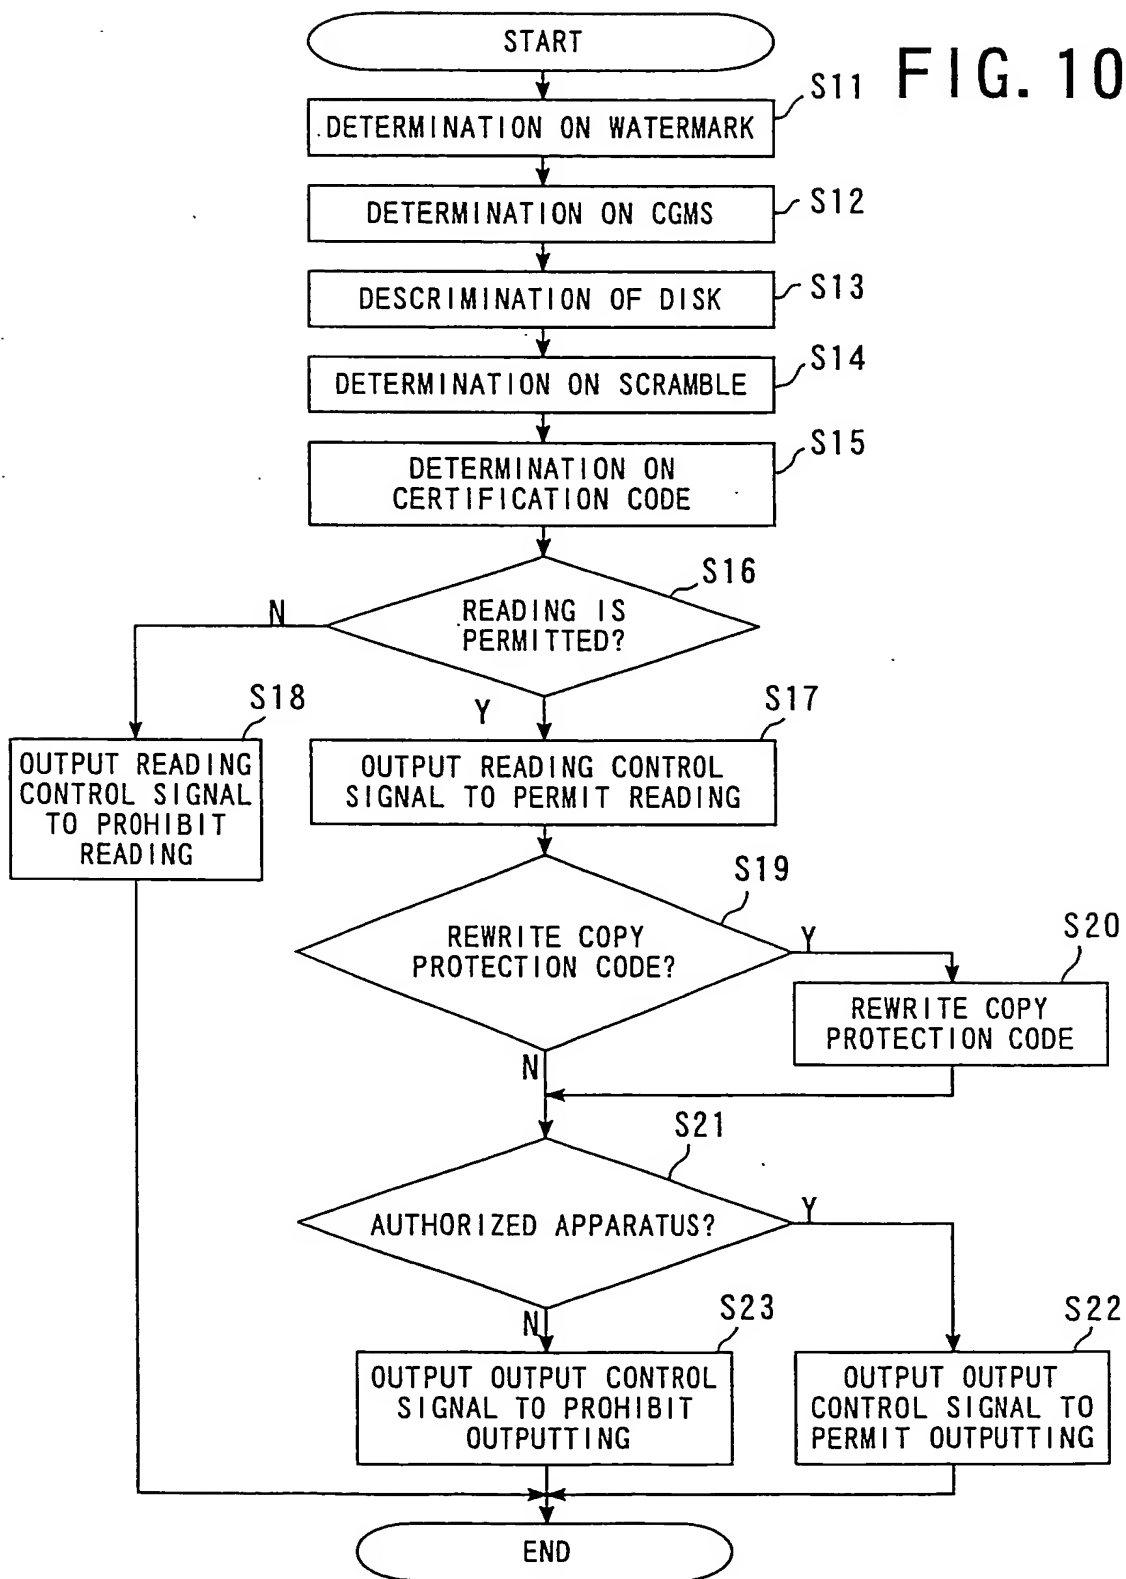 START
FIG. 10
S11
DETERMINATION ON WATERMARK
S12
DETERMINATION ON CGMS
S13
DESCRIMINATION OF DISK
S14
DETERMINATION ON SCRAMBLE
S15
DETERMINATION ON
CERTIFICATION CODE
S16
READING IS
PERMITTED?
N
Y
S18
OUTPUT READING
CONTROL SIGNAL
TO PROHIBIT
READING
S17
OUTPUT READING CONTROL
SIGNAL TO PERMIT READING
S19
REWRITE COPY
PROTECTION CODE?
Y
N
S20
REWRITE COPY
PROTECTION CODE
S21
AUTHORIZED APPARATUS?
Y
N
S23
OUTPUT OUTPUT CONTROL
SIGNAL TO PROHIBIT
OUTPUTTING
S22
OUTPUT OUTPUT
CONTROL SIGNAL TO
PERMIT OUTPUTTING
END